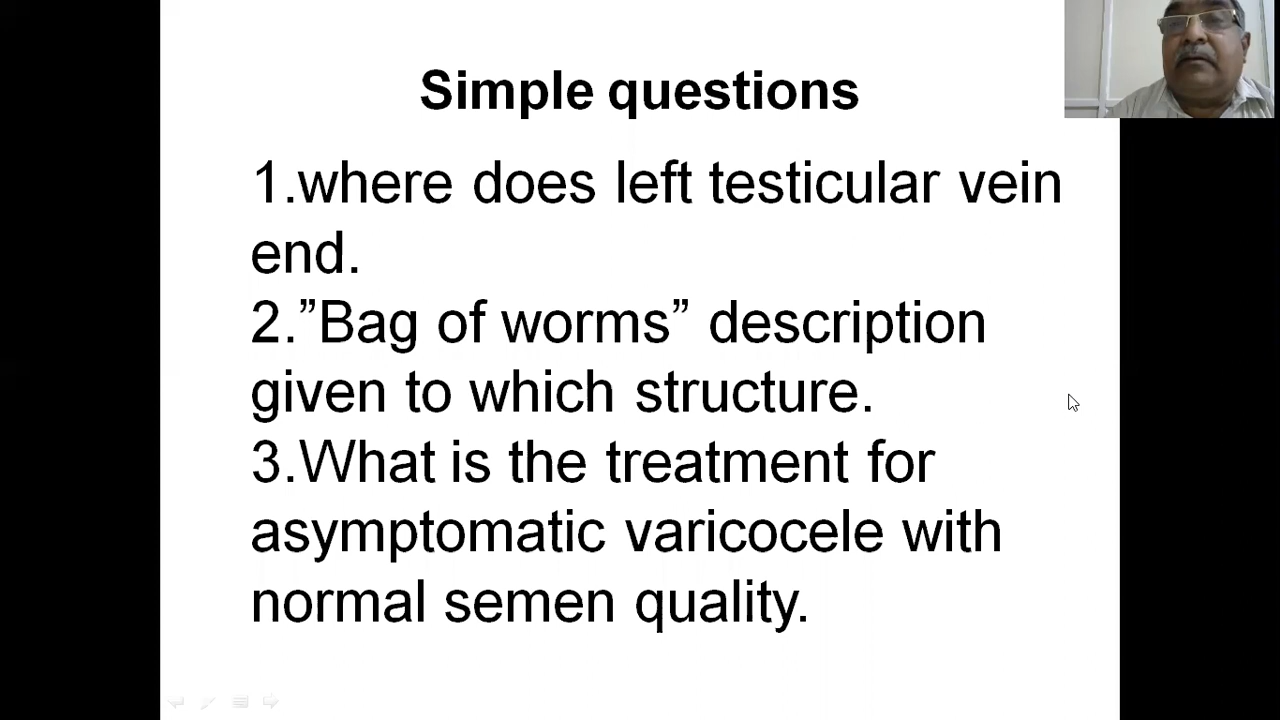 Simple questions
1.where does left testicular vein
end.
2.”Bag of worms” description
given to which structure.
3.What is the treatment for
asymptomatic varicocele with
normal semen quality.